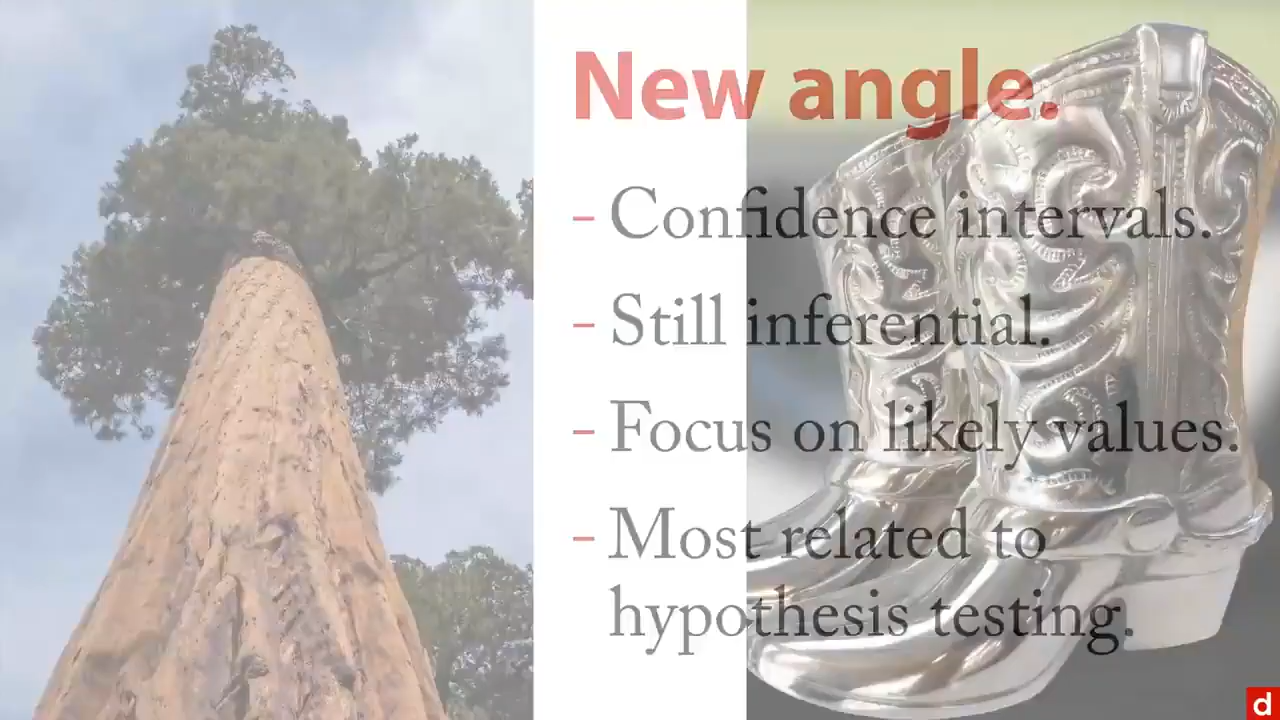 New angle.
- Confidence intervals.
- Still inferential.
- Focus on likely values.
- Most related to
hypothesis testing.
d